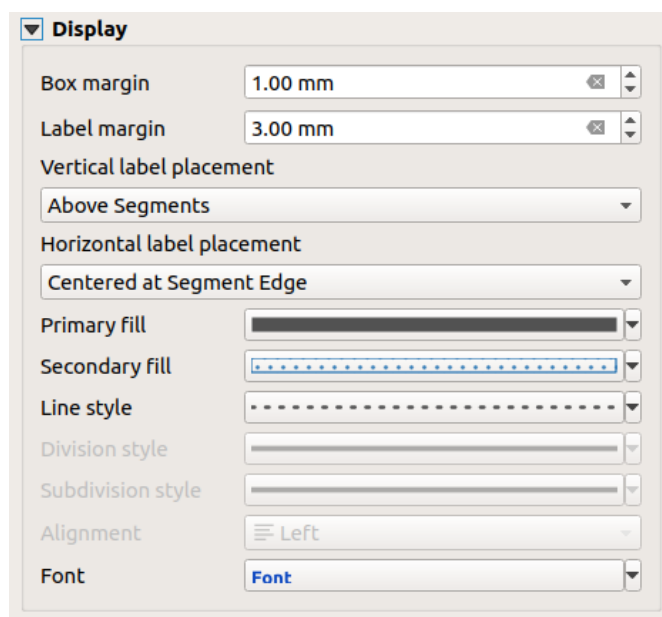 Display
Box margin 1.00 mm
Label margin 3.00 mm
Vertical label placement
Above Segments
Horizontal label placement
Centered at Segment Edge
Primary fill
Secondary fill
Line style
Division style
Subdivision style
Alignment Left
Font Font